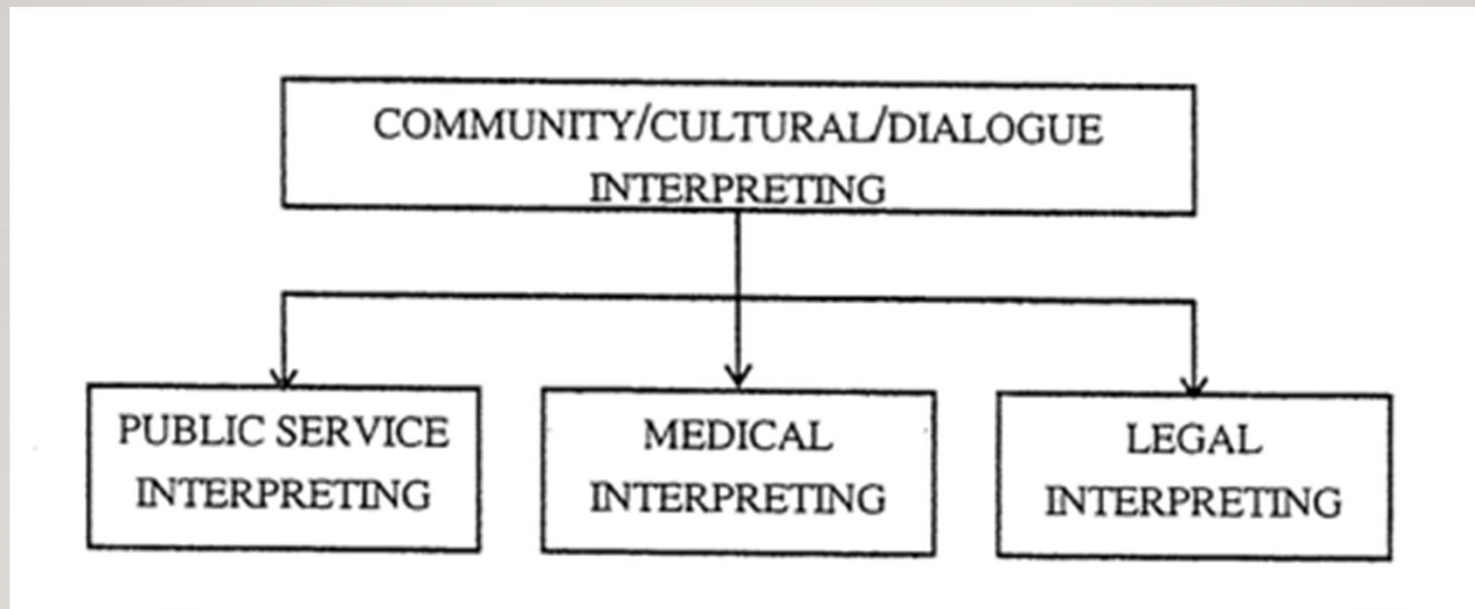 COMMUNITY/CULTURAL/DIALOGUE
INTERPRETING
PUBLIC SERVICE
INTERPRETING
MEDICAL
INTERPRETING
LEGAL
INTERPRETING